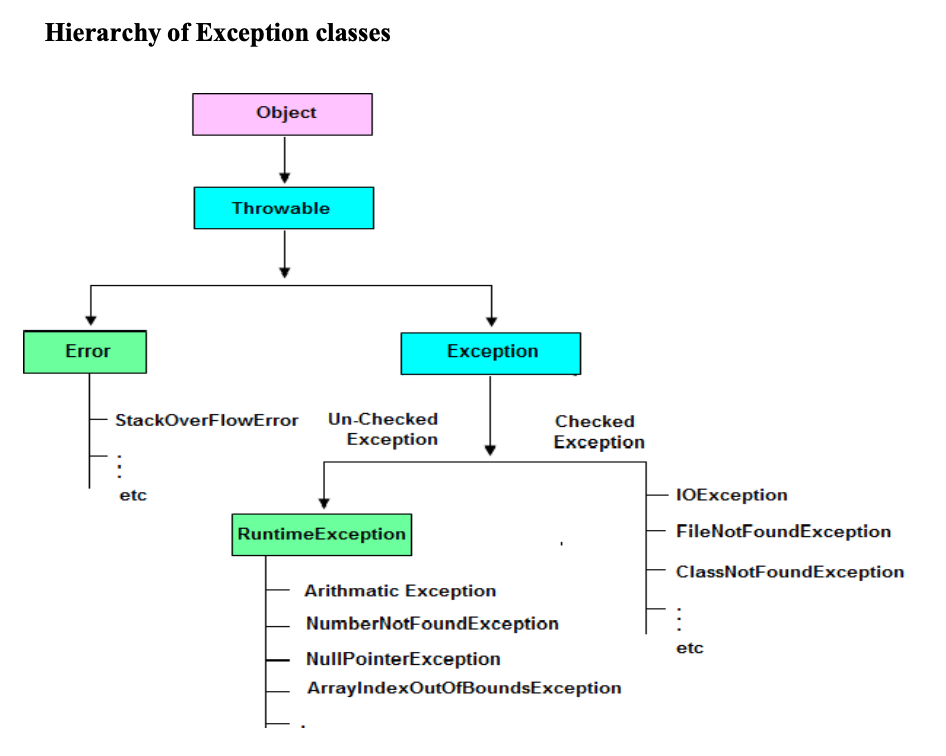 Hierarchy of Exception classes
Object
Throwable
Error
Exception
StackOverFlowError
etc
Un-Checked
Exception
Checked
Exception
RuntimeException
Arithmatic Exception
NumberNotFoundException
NullPointerException
ArrayIndexOutOfBoundsException
IOException
FileNotFoundException
ClassNotFoundException
etc